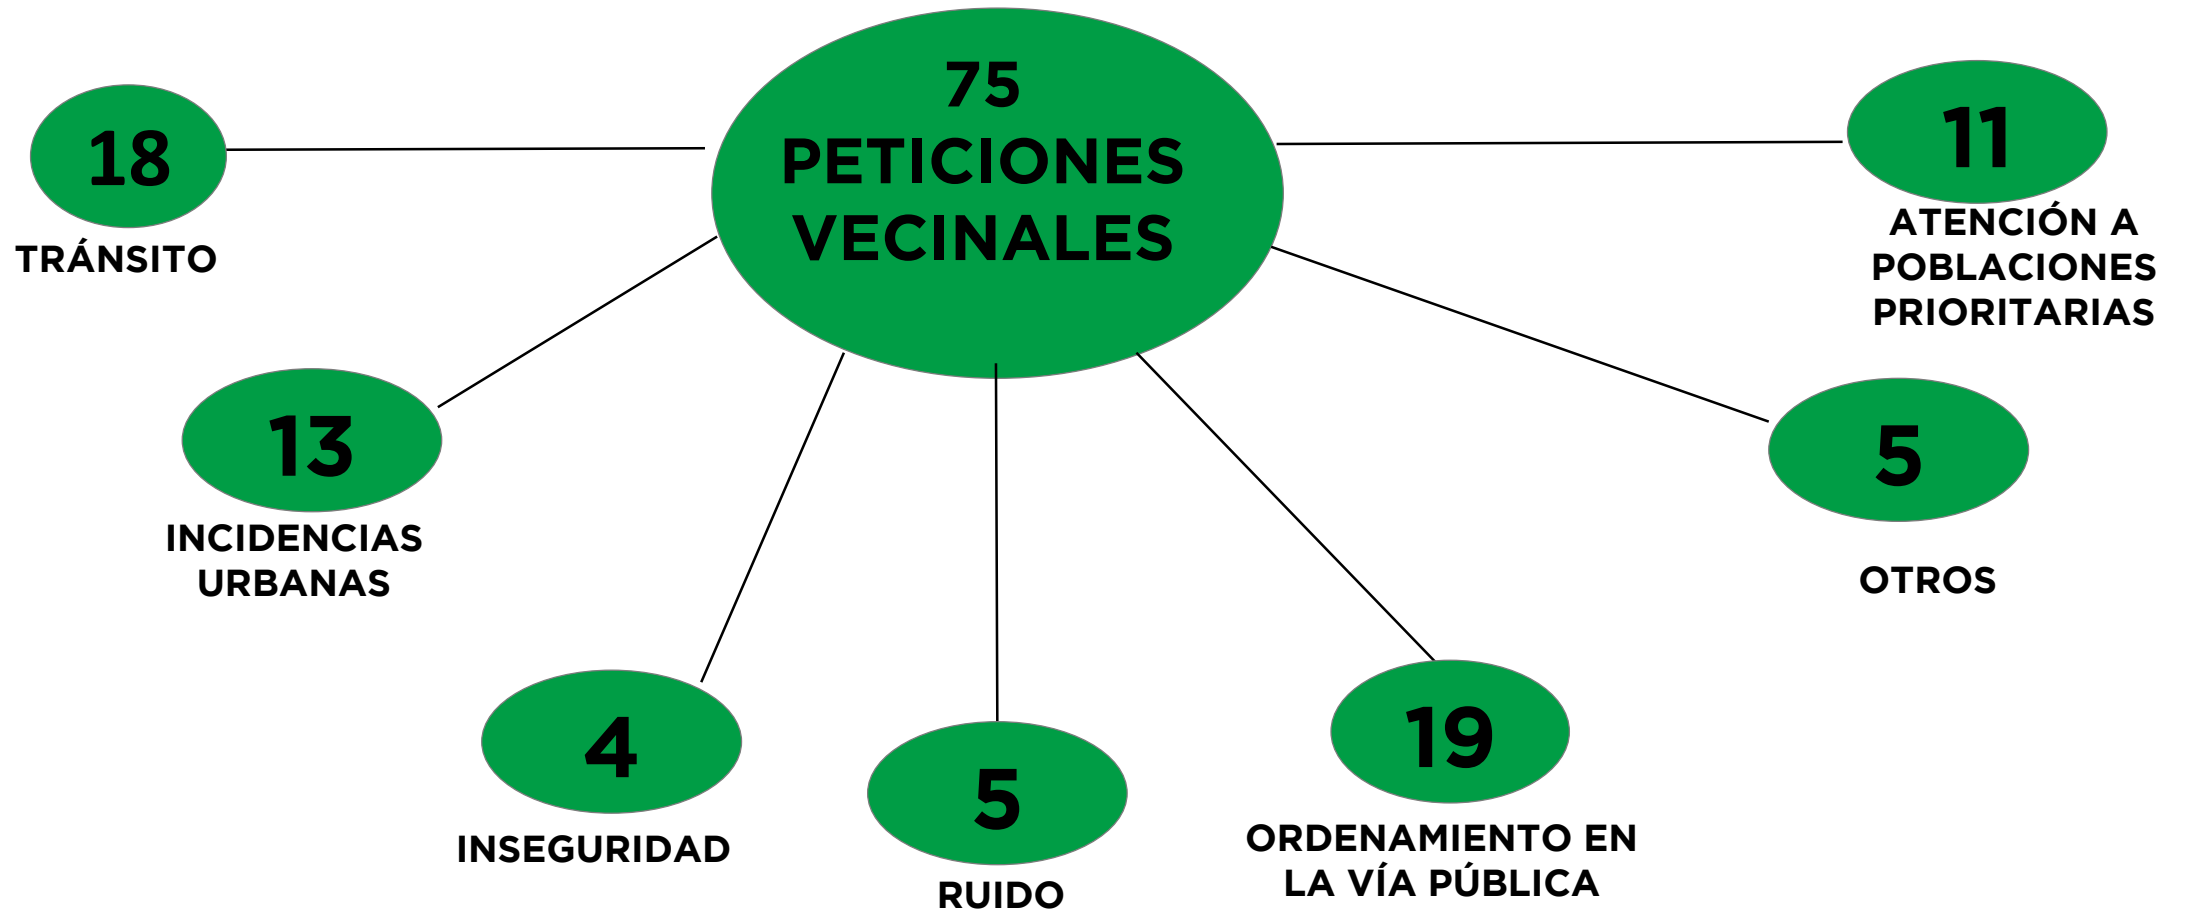 75
PETICIONES
VECINALES
18
TRÁNSITO
13
INCIDENCIAS
URBANAS
4
INSEGURIDAD
5
RUIDO
19
ORDENAMIENTO EN
LA VÍA PÚBLICA
5
OTROS
11
ATENCIÓN A
POBLACIONES
PRIORITARIAS